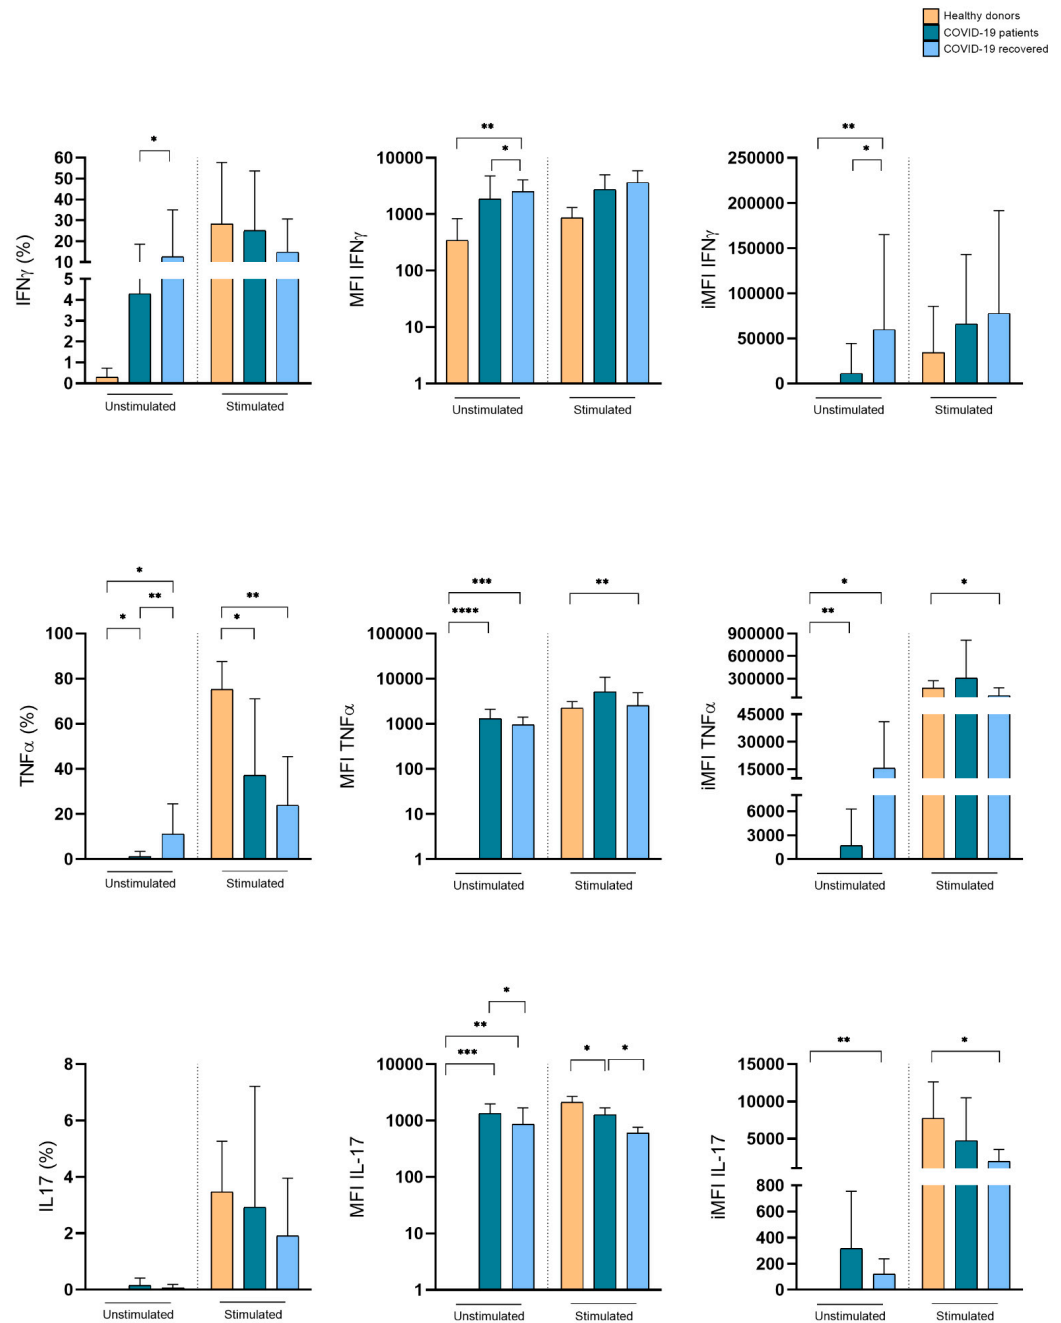 Healthy donors
COVID-19 patients
COVID-19 recovered
*
IFNγ (%)
60
50
40
30
20
10
5
4
3
2
1
0
Unstimulated
Stimulated
**
*
MFI IFNγ
10000
1000
100
10
1
Unstimulated
Stimulated
**
*
iMFI IFNγ
250000
200000
150000
100000
50000
0
Unstimulated
Stimulated
*
**
*
**
*
TNFα (%)
100
80
60
40
20
0
Unstimulated
Stimulated
***
****
**
MFI TNFα
100000
10000
1000
100
10
1
Unstimulated
Stimulated
*
**
*
iMFI TNFα
900000
600000
300000
45000
30000
15000
6000
3000
0
Unstimulated
Stimulated
IL17 (%)
8
6
4
2
0
Unstimulated
Stimulated
*
**
***
*
*
MFI IL-17
10000
1000
100
10
1
Unstimulated
Stimulated
**
*
iMFI IL-17
15000
10000
5000
800
600
400
200
0
Unstimulated
Stimulated